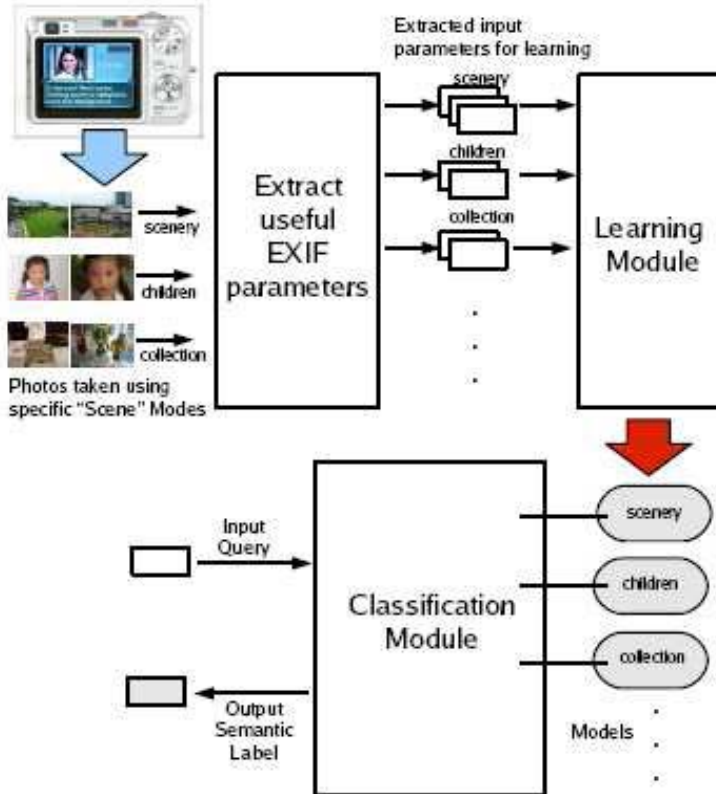 Extracted input
parameters for learning
scenery
children
collection
Extract
useful
EXIF
parameters
Learning
Module
scenery
children
collection
Photos taken using
specific "Scene" Modes
Input
Query
Classification
Module
Output
Semantic
Label
scenery
children
collection
Models